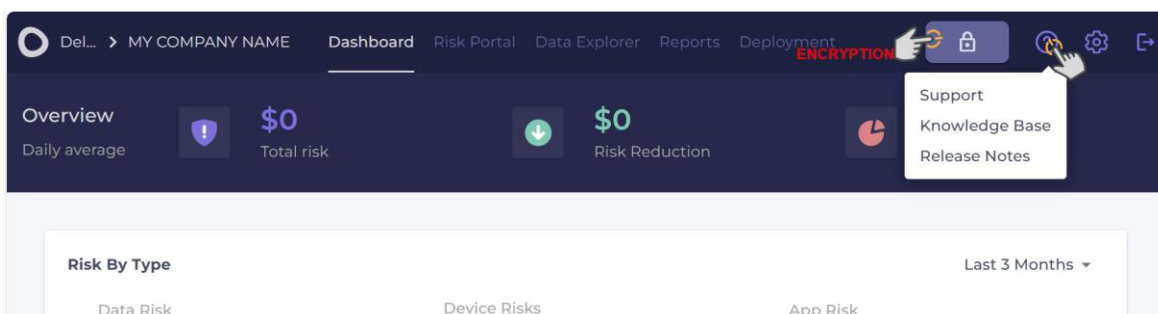 Del... > MY COMPANY NAME Dashboard Risk Portal Data Explorer Reports Deployment
ENCRYPTION
Support
Overview $0 $0 Knowledge Base
Daily average Total risk Risk Reduction Release Notes
Risk By Type Last 3 Months
Data Risk Device Risks App Risk